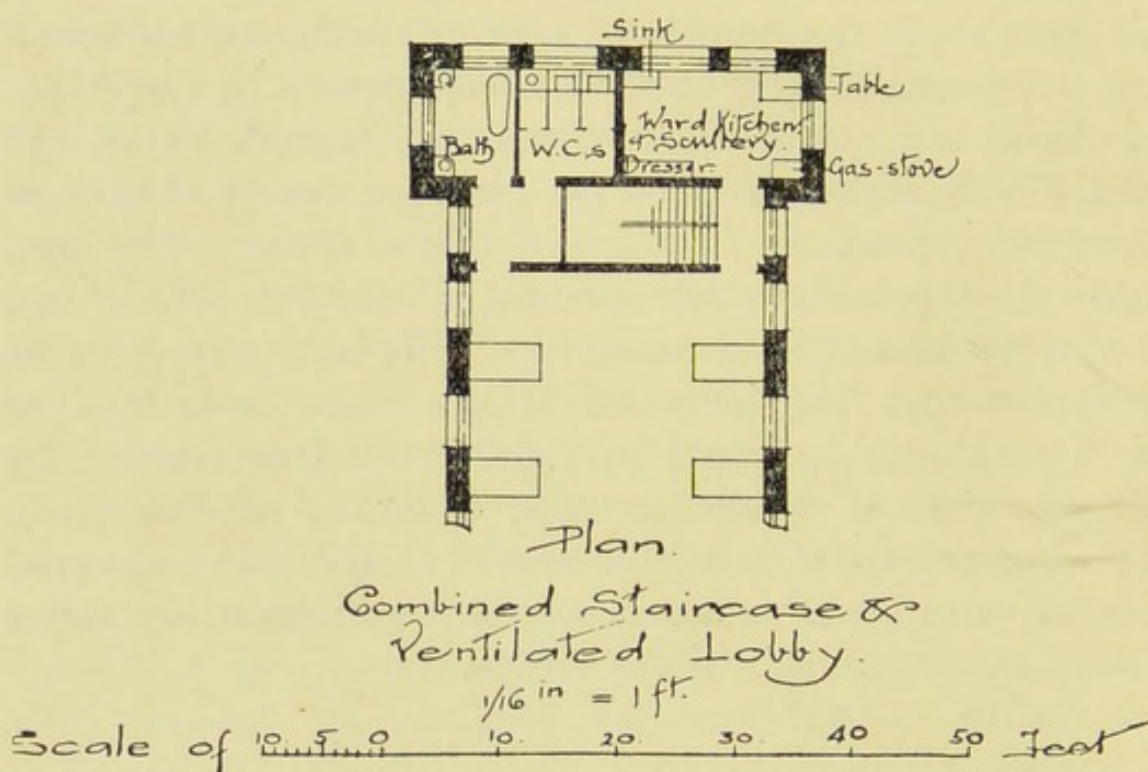 Sink
Table
Ward Kitchen
& Scullery
Bath
W.C.s
Dresser
Gas-stove
Plan.
Combined Staircase &
Ventilated Lobby.
1/16 in = 1 ft.
Scale of 10 5 0 10. 20 30 40 50 Feet